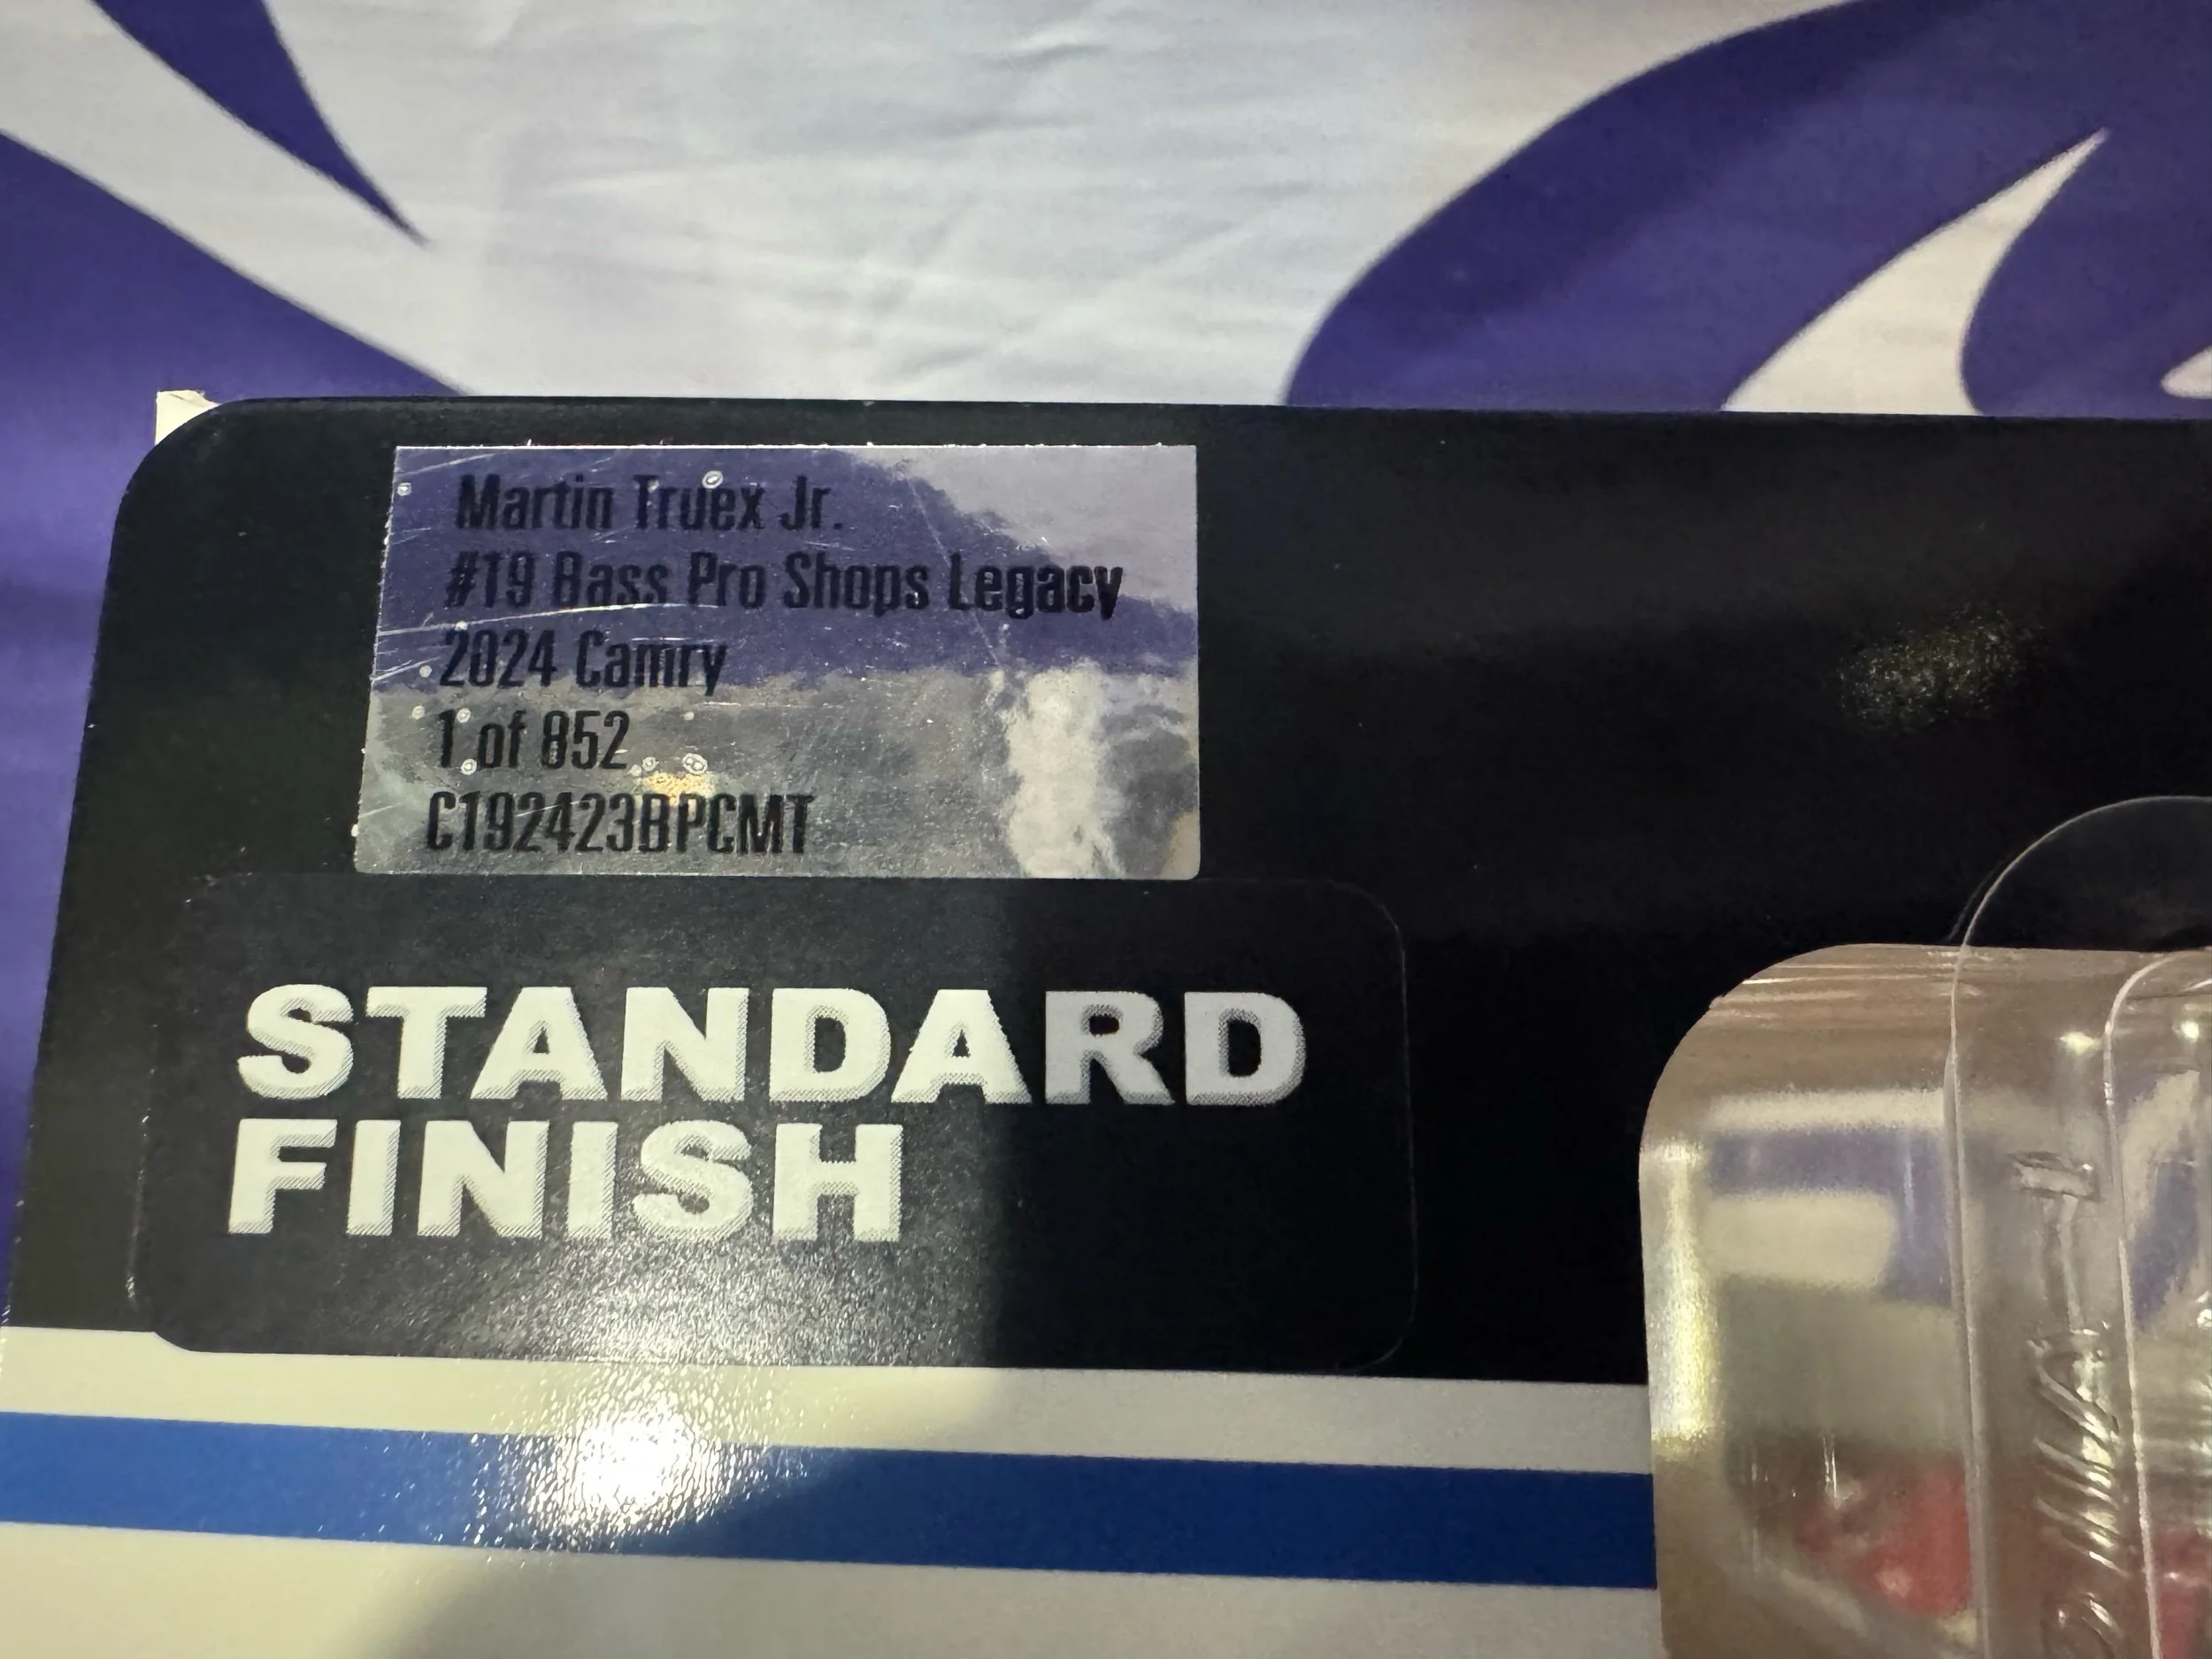 Martin Truex Jr.
#19 Bass Pro Shops Legacy
2024 Camry
1 of 852
C192423BPCMT
STANDARD
FINISH